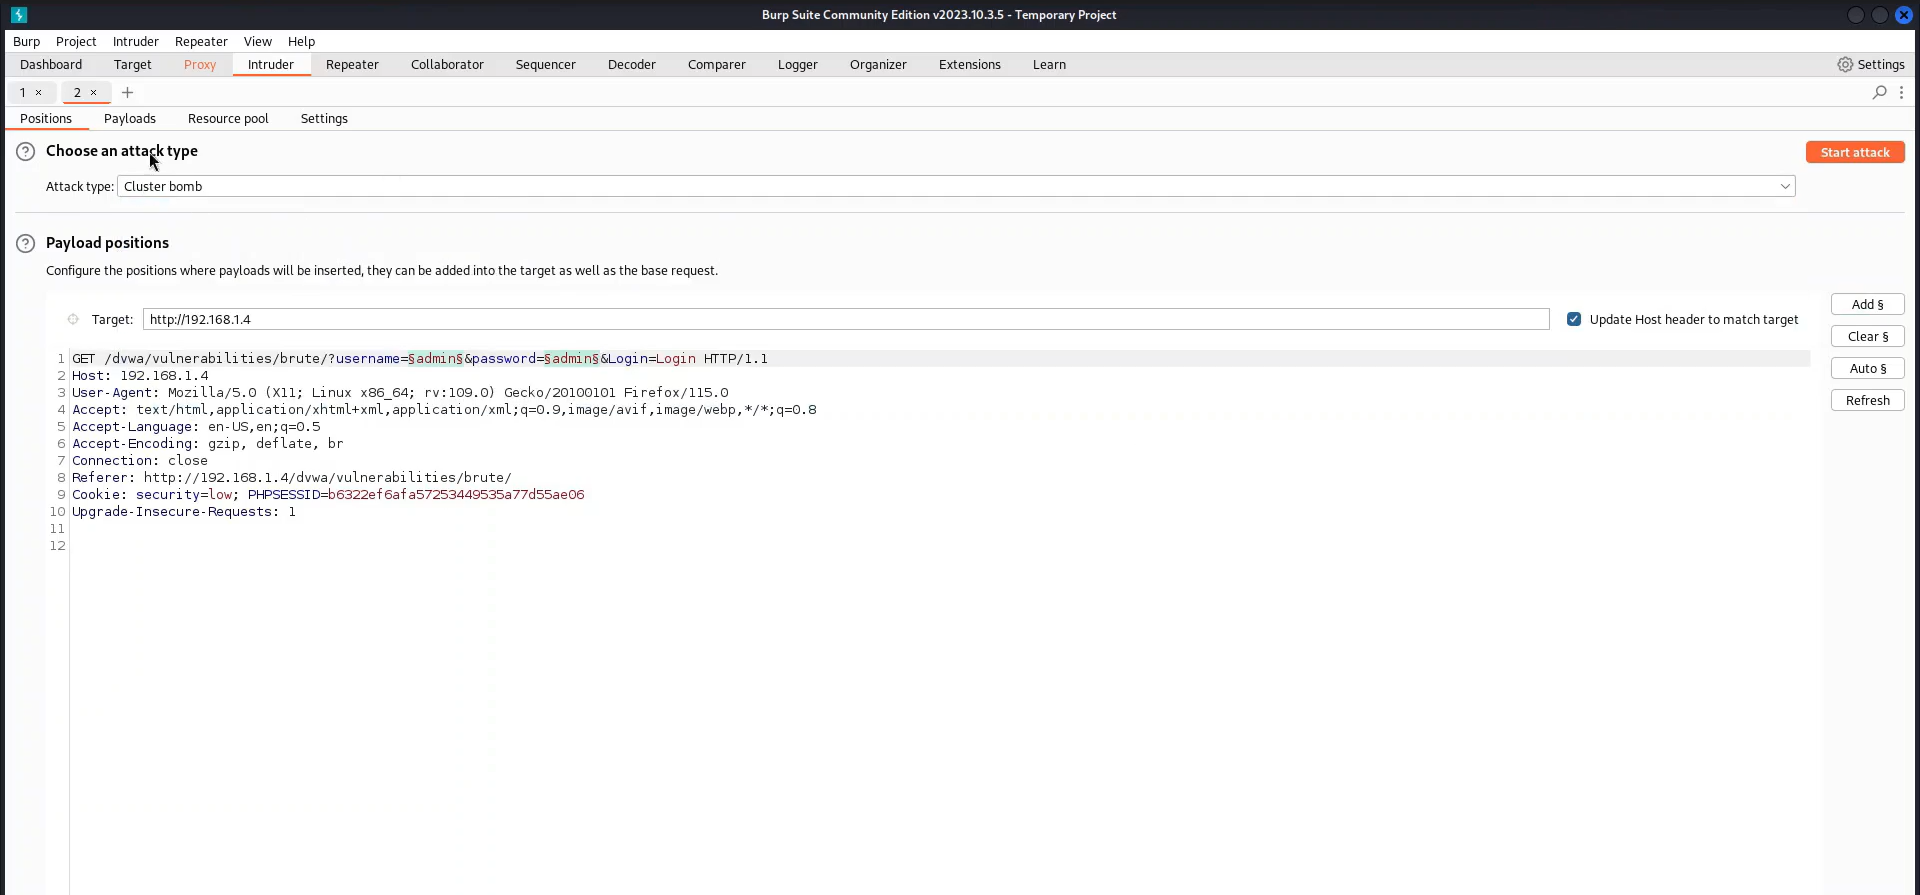 Burp Suite Community Edition v2023.10.3.5 - Temporary Project
Burp Project Intruder Repeater View Help
Dashboard Target Proxy Intruder Repeater Collaborator Sequencer Decoder Comparer Logger Organizer Extensions Learn Settings
1 × 2 × +
Positions Payloads Resource pool Settings
? Choose an attack type Start attack
Attack type: Cluster bomb
? Payload positions
Configure the positions where payloads will be inserted, they can be added into the target as well as the base request.
Add §
Target: http://192.168.1.4 Update Host header to match target
Clear §
1 GET /dvwa/vulnerabilities/brute/?username=§admin§&password=§admin§&Login=Login HTTP/1.1
Auto §
2 Host: 192.168.1.4
3 User-Agent: Mozilla/5.0 (X11; Linux x86_64; rv:109.0) Gecko/20100101 Firefox/115.0
Refresh
4 Accept: text/html,application/xhtml+xml,application/xml;q=0.9,image/avif,image/webp,*/*;q=0.8
5 Accept-Language: en-US,en;q=0.5
6 Accept-Encoding: gzip, deflate, br
7 Connection: close
8 Referer: http://192.168.1.4/dvwa/vulnerabilities/brute/
9 Cookie: security=low; PHPSESSID=b6322ef6afa57253449535a77d55ae06
10 Upgrade-Insecure-Requests: 1
11
12